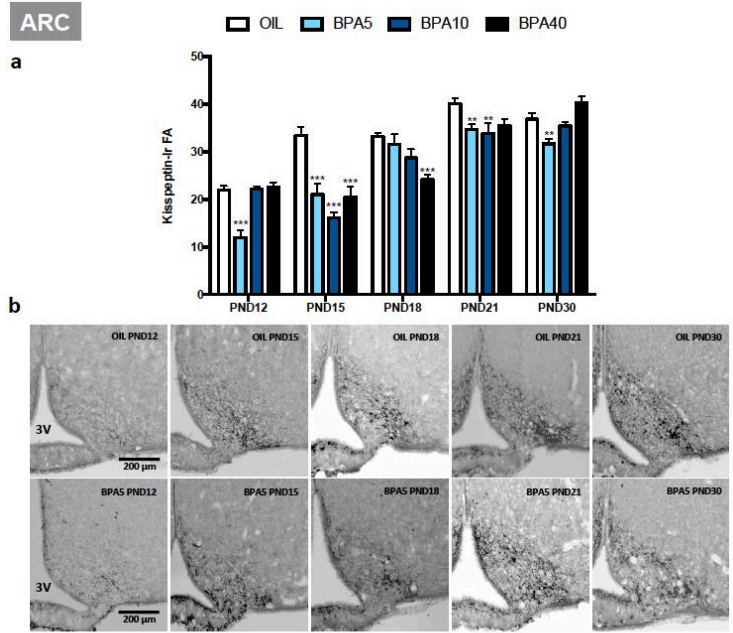 ARC
OIL BPA5 BPA10 BPA40
a
50
40
30
20
10
0
Kisspeptin-Ir FA
***
***
***
***
***
**
**
**
PND12 PND15 PND18 PND21 PND30
b
OIL PND12 OIL PND15 OIL PND18 OIL PND21 OIL PND30
3V
200 µm
BPA5 PND12 BPA5 PND15 BPA5 PND18 BPA5 PND21 BPA5 PND30
3V
200 µm